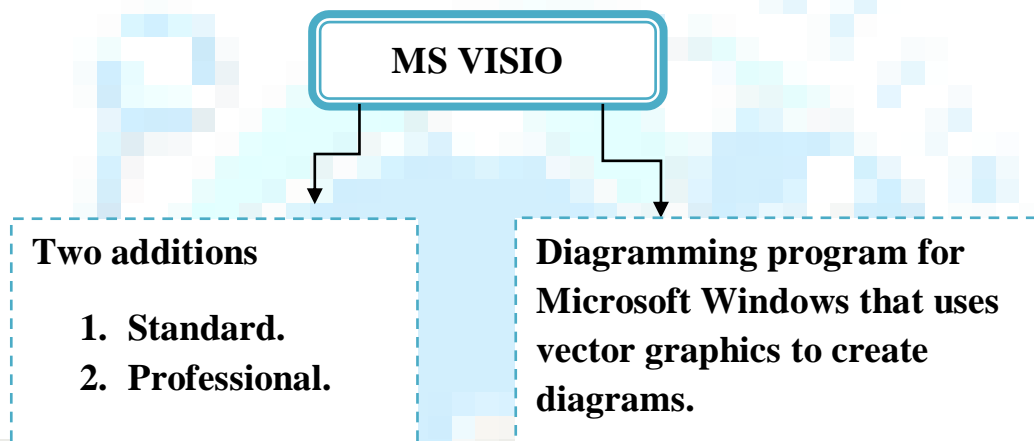 MS VISIO
Two additions
1. Standard.
2. Professional.
Diagramming program for
Microsoft Windows that uses
vector graphics to create
diagrams.